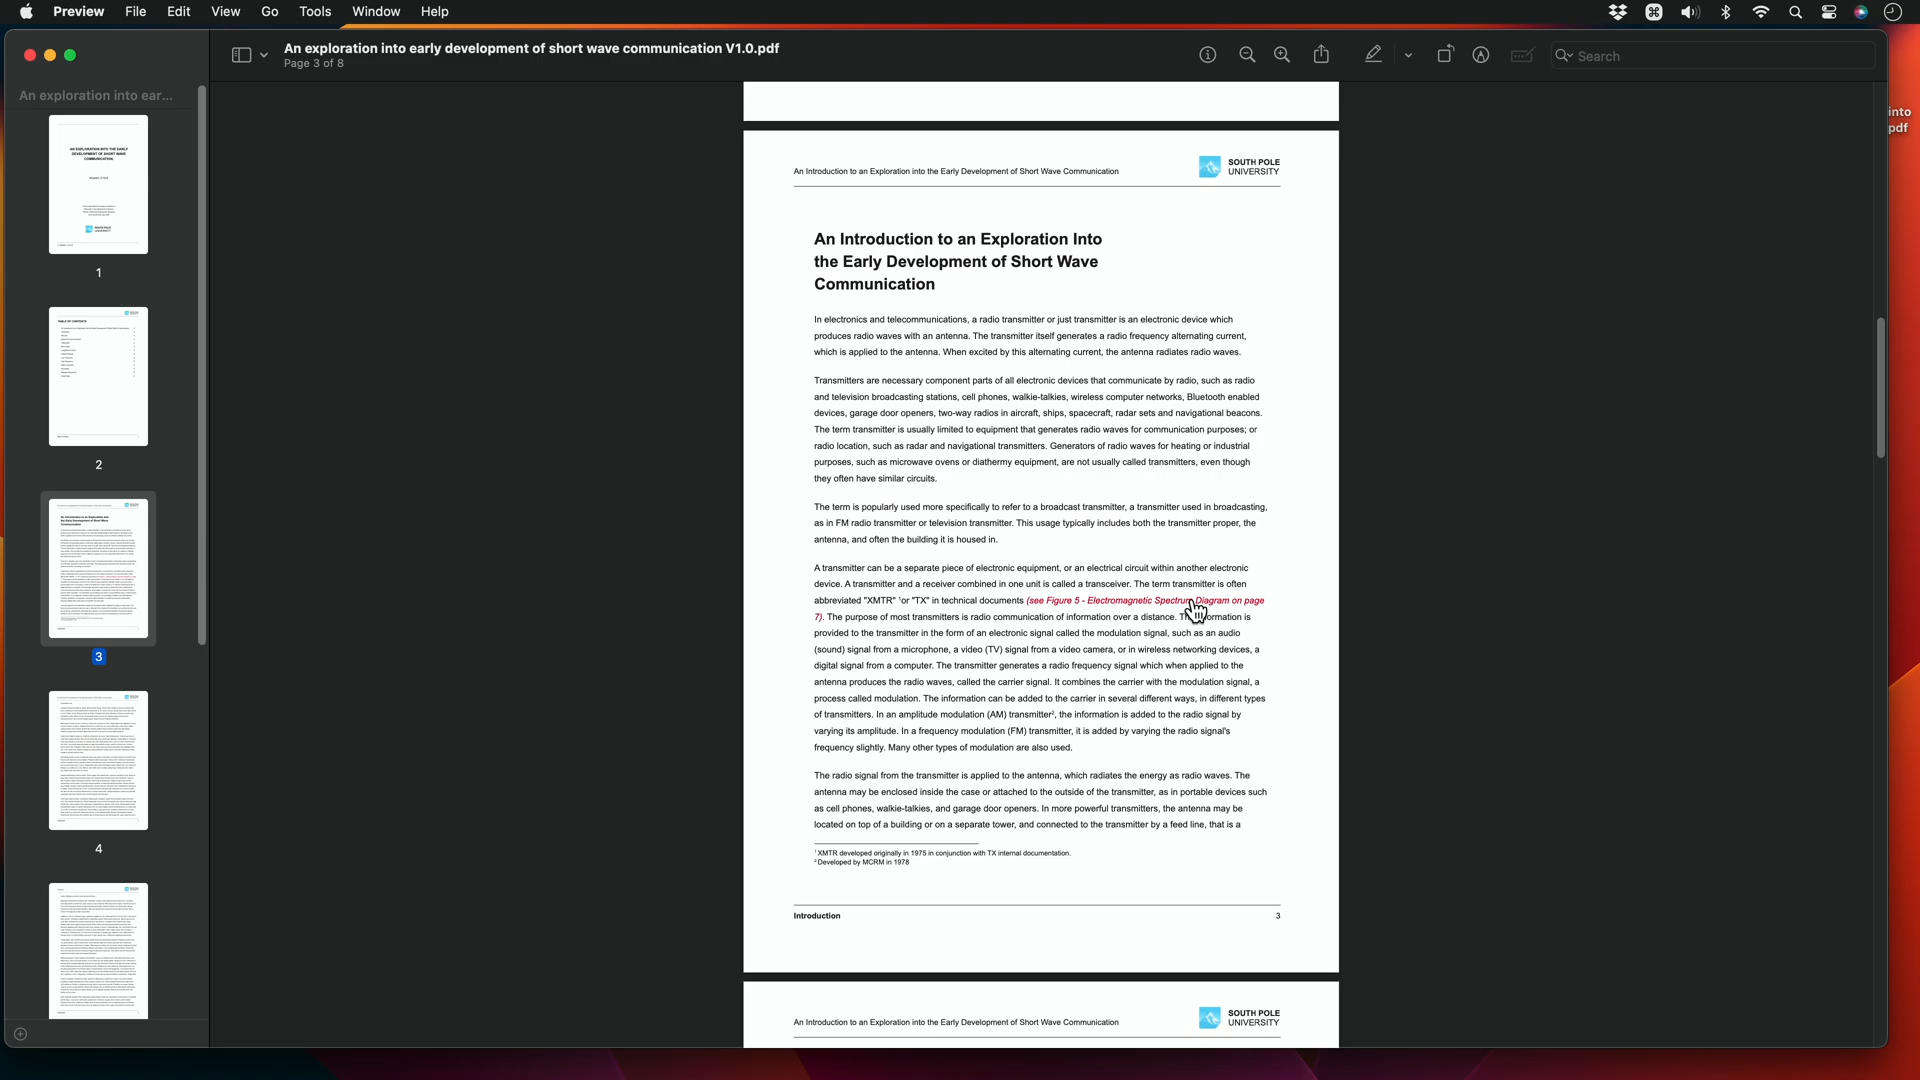 Preview File Edit View Go Tools Window Help
An exploration into early development of short wave communication V1.0.pdf
Page 3 of 8
Search
An exploration into ear...
AN EXPLORATION INTO THE EARLY
DEVELOPMENT OF SHORT WAVE
COMMUNICATION.
SOUTH POLE
UNIVERSITY
1
TABLE OF CONTENTS
2
3
4
into
pdf
An Introduction to an Exploration into the Early Development of Short Wave Communication
SOUTH POLE
UNIVERSITY
An Introduction to an Exploration Into
the Early Development of Short Wave
Communication
In electronics and telecommunications, a radio transmitter or just transmitter is an electronic device which
produces radio waves with an antenna. The transmitter itself generates a radio frequency alternating current,
which is applied to the antenna. When excited by this alternating current, the antenna radiates radio waves.
Transmitters are necessary component parts of all electronic devices that communicate by radio, such as radio
and television broadcasting stations, cell phones, walkie-talkies, wireless computer networks, Bluetooth enabled
devices, garage door openers, two-way radios in aircraft, ships, spacecraft, radar sets and navigational beacons.
The term transmitter is usually limited to equipment that generates radio waves for communication purposes; or
radio location, such as radar and navigational transmitters. Generators of radio waves for heating or industrial
purposes, such as microwave ovens or diathermy equipment, are not usually called transmitters, even though
they often have similar circuits.
The term is popularly used more specifically to refer to a broadcast transmitter, a transmitter used in broadcasting,
as in FM radio transmitter or television transmitter. This usage typically includes both the transmitter proper, the
antenna, and often the building it is housed in.
A transmitter can be a separate piece of electronic equipment, or an electrical circuit within another electronic
device. A transmitter and a receiver combined in one unit is called a transceiver. The term transmitter is often
abbreviated "XMTR" ¹or "TX" in technical documents (see Figure 5 - Electromagnetic Spectrum Diagram on page
7). The purpose of most transmitters is radio communication of information over a distance. The information is
provided to the transmitter in the form of an electronic signal called the modulation signal, such as an audio
(sound) signal from a microphone, a video (TV) signal from a video camera, or in wireless networking devices, a
digital signal from a computer. The transmitter generates a radio frequency signal which when applied to the
antenna produces the radio waves, called the carrier signal. It combines the carrier with the modulation signal, a
process called modulation. The information can be added to the carrier in several different ways, in different types
of transmitters. In an amplitude modulation (AM) transmitter², the information is added to the radio signal by
varying its amplitude. In a frequency modulation (FM) transmitter, it is added by varying the radio signal's
frequency slightly. Many other types of modulation are also used.
The radio signal from the transmitter is applied to the antenna, which radiates the energy as radio waves. The
antenna may be enclosed inside the case or attached to the outside of the transmitter, as in portable devices such
as cell phones, walkie-talkies, and garage door openers. In more powerful transmitters, the antenna may be
located on top of a building or on a separate tower, and connected to the transmitter by a feed line, that is a
¹ XMTR developed originally in 1975 in conjunction with TX internal documentation.
² Developed by MCRM in 1978
Introduction 3
An Introduction to an Exploration into the Early Development of Short Wave Communication
SOUTH POLE
UNIVERSITY